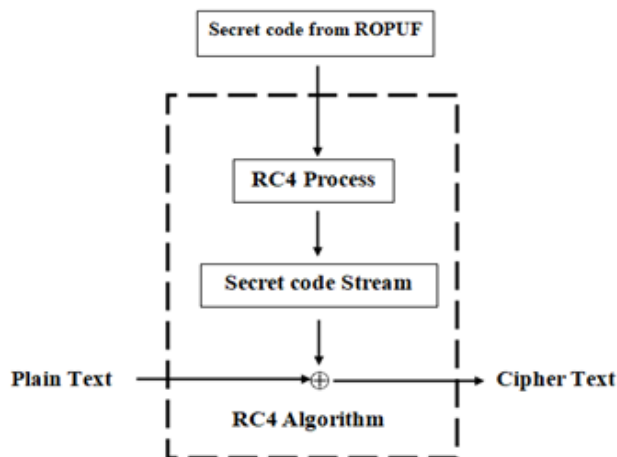 Secret code from ROPUF
RC4 Process
Secret code Stream
Plain Text
Cipher Text
RC4 Algorithm